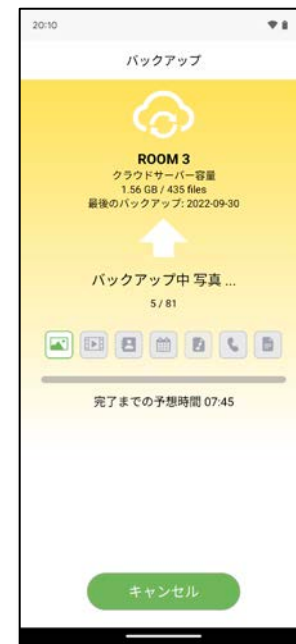 20:10
バックアップ
ROOM 3
クラウドサーバー容量
1.56 GB / 435 files
最後のバックアップ: 2022-09-30
バックアップ中 写真 ...
5 / 81
完了までの予想時間 07:45
キャンセル